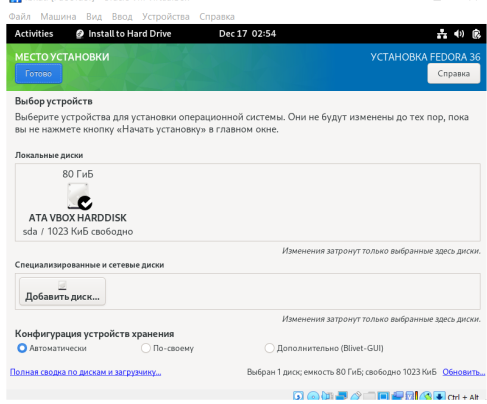 Файл Машина Вид Ввод Устройства Справка
Activities Install to Hard Drive Dec 17 02:54
МЕСТО УСТАНОВКИ УСТАНОВКА FEDORA 36
Готово Справка
Выбор устройств
Выберите устройства для установки операционной системы. Они не будут изменены до тех пор, пока
вы не нажмете кнопку «Начать установку» в главном окне.
Локальные диски
80 ГиБ
ATA VBOX HARDDISK
sda / 1023 КиБ свободно
Изменения затронут только выбранные здесь диски.
Специализированные и сетевые диски
Добавить диск...
Изменения затронут только выбранные здесь диски.
Конфигурация устройств хранения
Автоматически По-своему Дополнительно (Blivet-GUI)
Полная сводка по дискам и загрузчику... Выбран 1 диск; емкость 80 ГиБ; свободно 1023 КиБ Обновить...
Ctrl + Alt